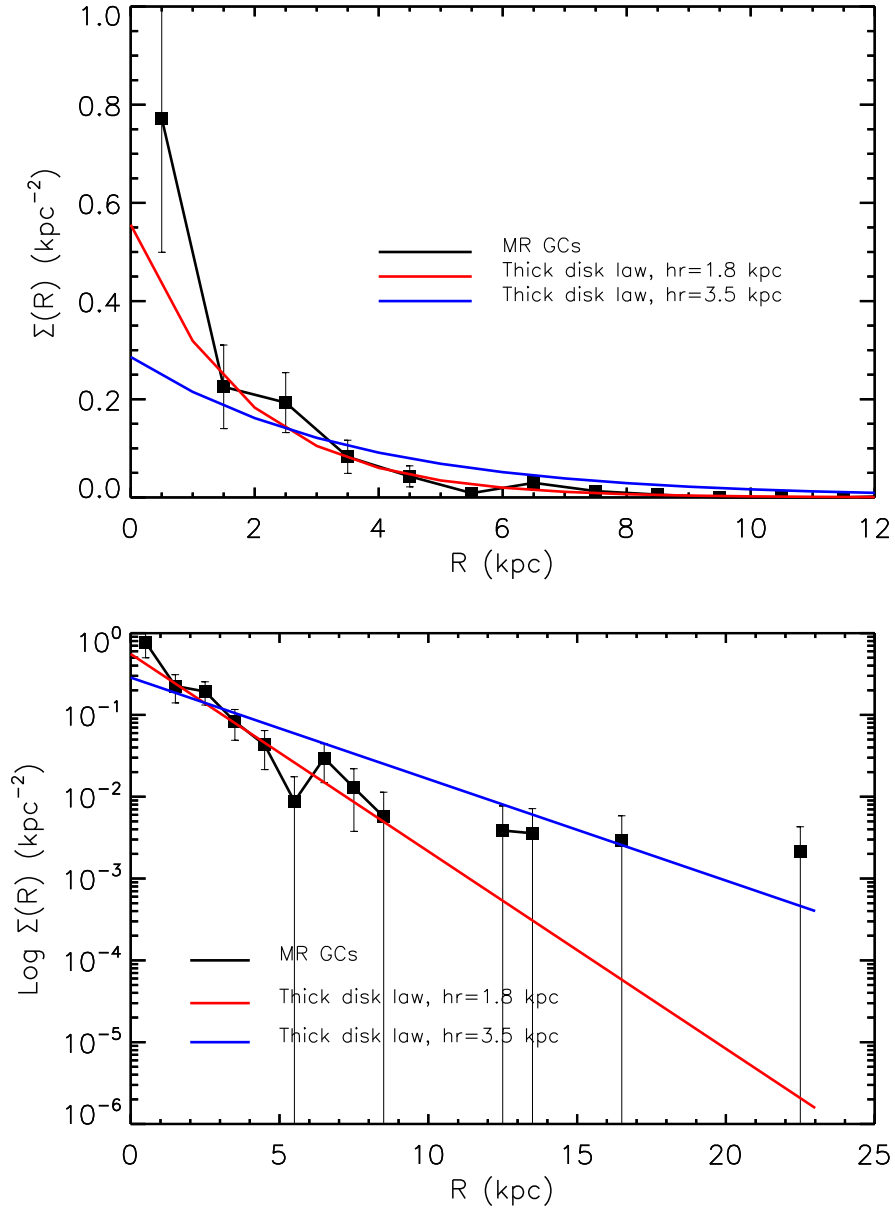 1.0
0.8
0.6
0.4
0.2
0.0
Σ(R) (kpc⁻²)
MR GCs
Thick disk law, hr=1.8 kpc
Thick disk law, hr=3.5 kpc
0 2 4 6 8 10 12
R (kpc)
10⁰
10⁻¹
10⁻²
10⁻³
10⁻⁴
10⁻⁵
10⁻⁶
Log Σ(R) (kpc⁻²)
MR GCs
Thick disk law, hr=1.8 kpc
Thick disk law, hr=3.5 kpc
0 5 10 15 20 25
R (kpc)